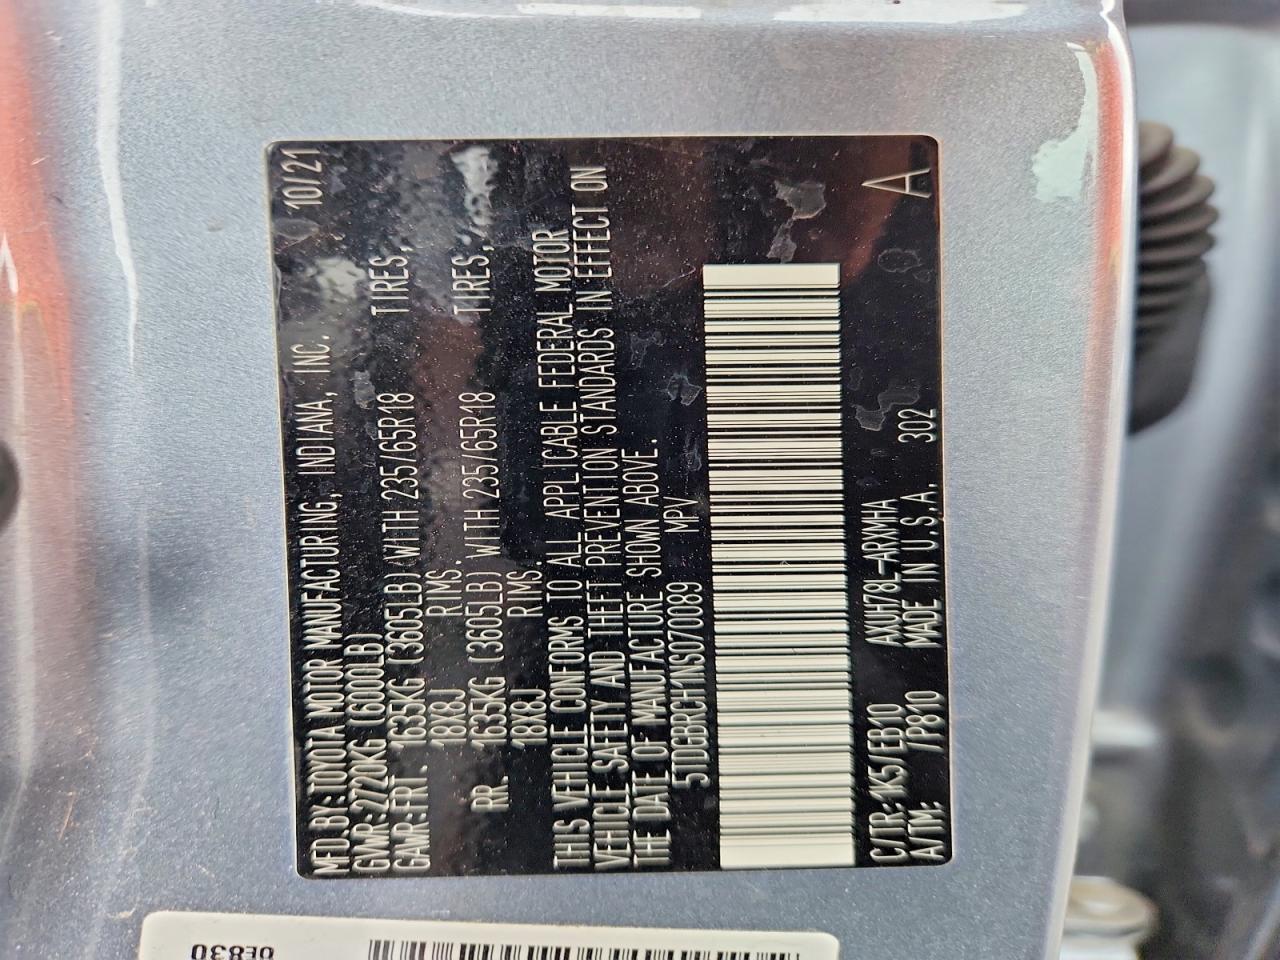 MFD.BY:TOYOTA MOTOR MANUFACTURING, INDIANA, INC. 10/21
GVWR:2720KG (6000LB)
GAWR:FRT. 1635KG (3605LB) WITH 235/65R18 TIRES,
18X8J RIMS.
RR. 1635KG (3605LB) WITH 235/65R18 TIRES,
18X8J RIMS.
THIS VEHICLE CONFORMS TO ALL APPLICABLE FEDERAL MOTOR
VEHICLE SAFETY AND THEFT PREVENTION STANDARDS IN EFFECT ON
THE DATE OF MANUFACTURE SHOWN ABOVE.
5TDGBRCH1NS070089 MPV
C/TR:1K5/EB10 AXUH78L-ARXMHA A
A/TM: /P810 MADE IN U.S.A. 302
0E830